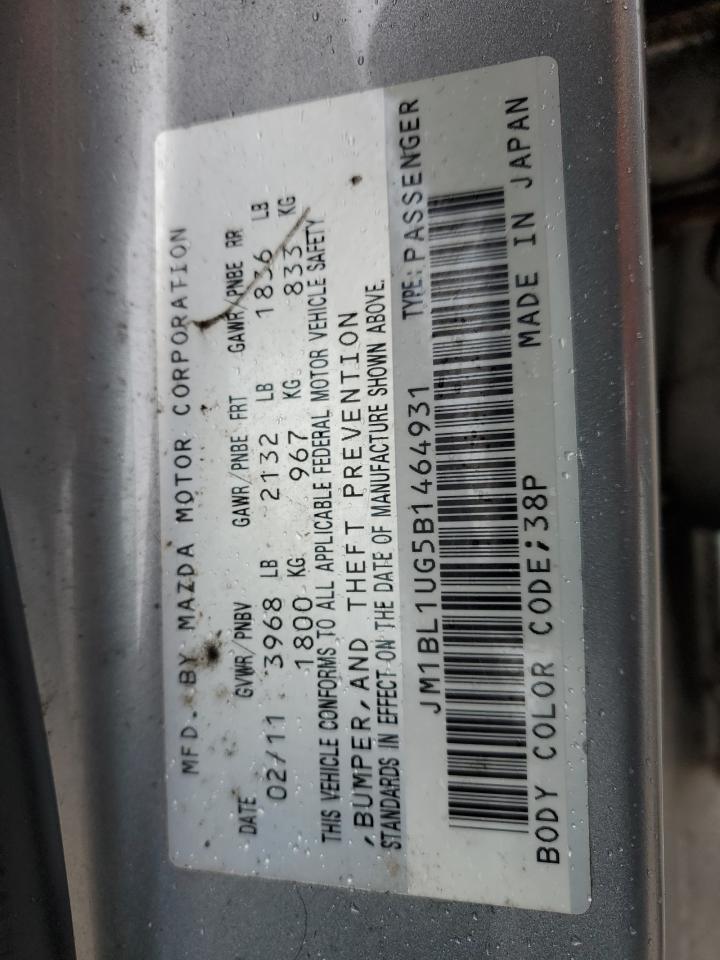 MFD. BY MAZDA MOTOR CORPORATION
DATE GVWR/PNBV GAWR/PNBE FRT GAWR/PNBE RR
02/11 3968 LB 2132 LB 1836 LB
1800 KG 967 KG 833 KG
THIS VEHICLE CONFORMS TO ALL APPLICABLE FEDERAL MOTOR VEHICLE SAFETY
,BUMPER, AND THEFT PREVENTION
STANDARDS IN EFFECT ON THE DATE OF MANUFACTURE SHOWN ABOVE.
JM1BL1UG5B1464931 TYPE: PASSENGER
BODY COLOR CODE;38P MADE IN JAPAN